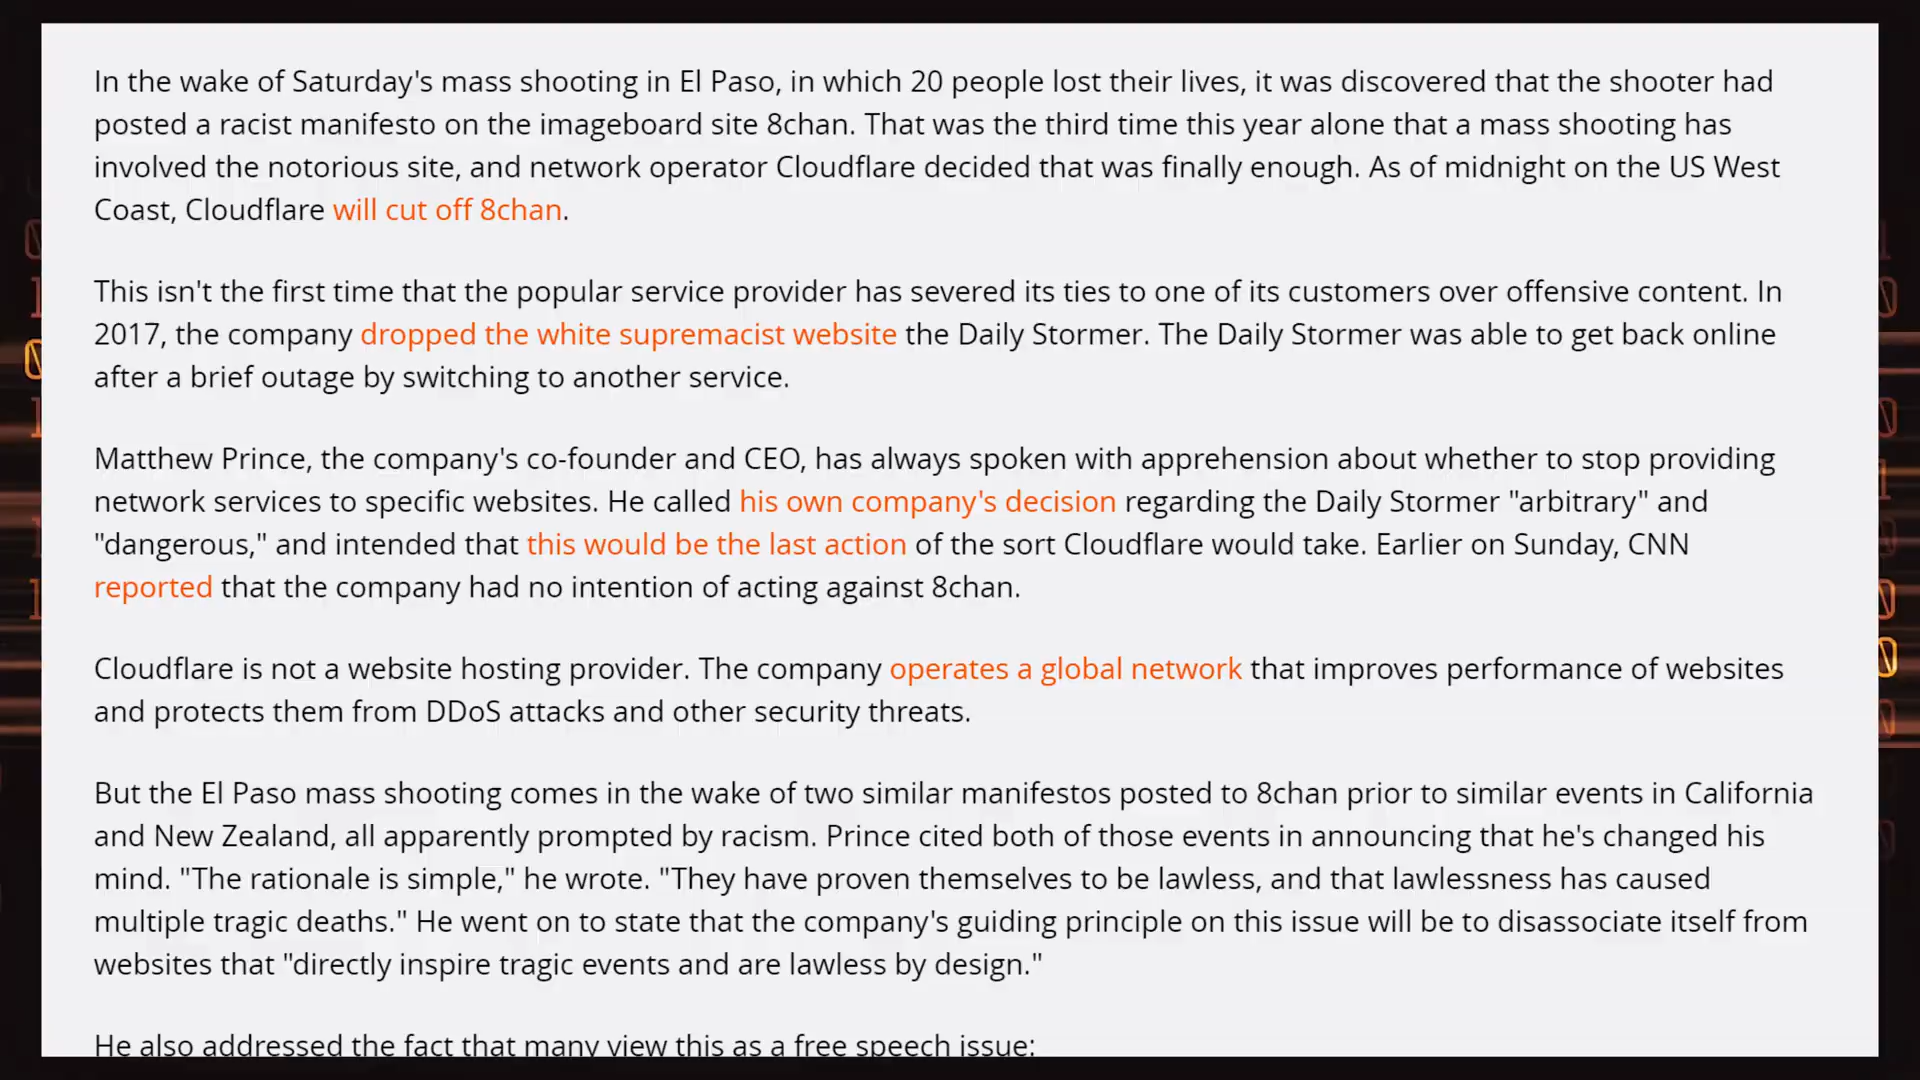 In the wake of Saturday's mass shooting in El Paso, in which 20 people lost their lives, it was discovered that the shooter had
posted a racist manifesto on the imageboard site 8chan. That was the third time this year alone that a mass shooting has
involved the notorious site, and network operator Cloudflare decided that was finally enough. As of midnight on the US West
Coast, Cloudflare will cut off 8chan.
This isn't the first time that the popular service provider has severed its ties to one of its customers over offensive content. In
2017, the company dropped the white supremacist website the Daily Stormer. The Daily Stormer was able to get back online
after a brief outage by switching to another service.
Matthew Prince, the company's co-founder and CEO, has always spoken with apprehension about whether to stop providing
network services to specific websites. He called his own company's decision regarding the Daily Stormer "arbitrary" and
"dangerous," and intended that this would be the last action of the sort Cloudflare would take. Earlier on Sunday, CNN
reported that the company had no intention of acting against 8chan.
Cloudflare is not a website hosting provider. The company operates a global network that improves performance of websites
and protects them from DDoS attacks and other security threats.
But the El Paso mass shooting comes in the wake of two similar manifestos posted to 8chan prior to similar events in California
and New Zealand, all apparently prompted by racism. Prince cited both of those events in announcing that he's changed his
mind. "The rationale is simple," he wrote. "They have proven themselves to be lawless, and that lawlessness has caused
multiple tragic deaths." He went on to state that the company's guiding principle on this issue will be to disassociate itself from
websites that "directly inspire tragic events and are lawless by design."
He also addressed the fact that many view this as a free speech issue: